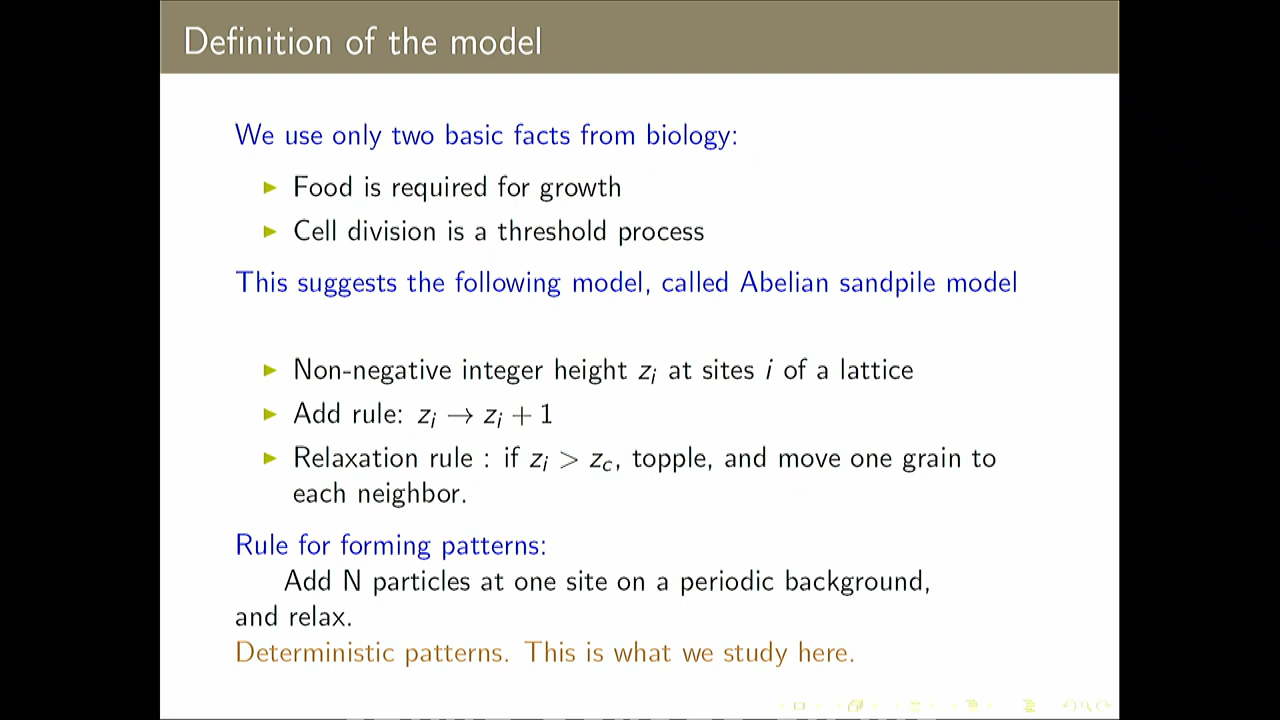 Definition of the model
We use only two basic facts from biology:
Food is required for growth
Cell division is a threshold process
This suggests the following model, called Abelian sandpile model
Non-negative integer height z_i at sites i of a lattice
Add rule: z_i → z_i + 1
Relaxation rule : if z_i > z_c, topple, and move one grain to
each neighbor.
Rule for forming patterns:
Add N particles at one site on a periodic background,
and relax.
Deterministic patterns. This is what we study here.